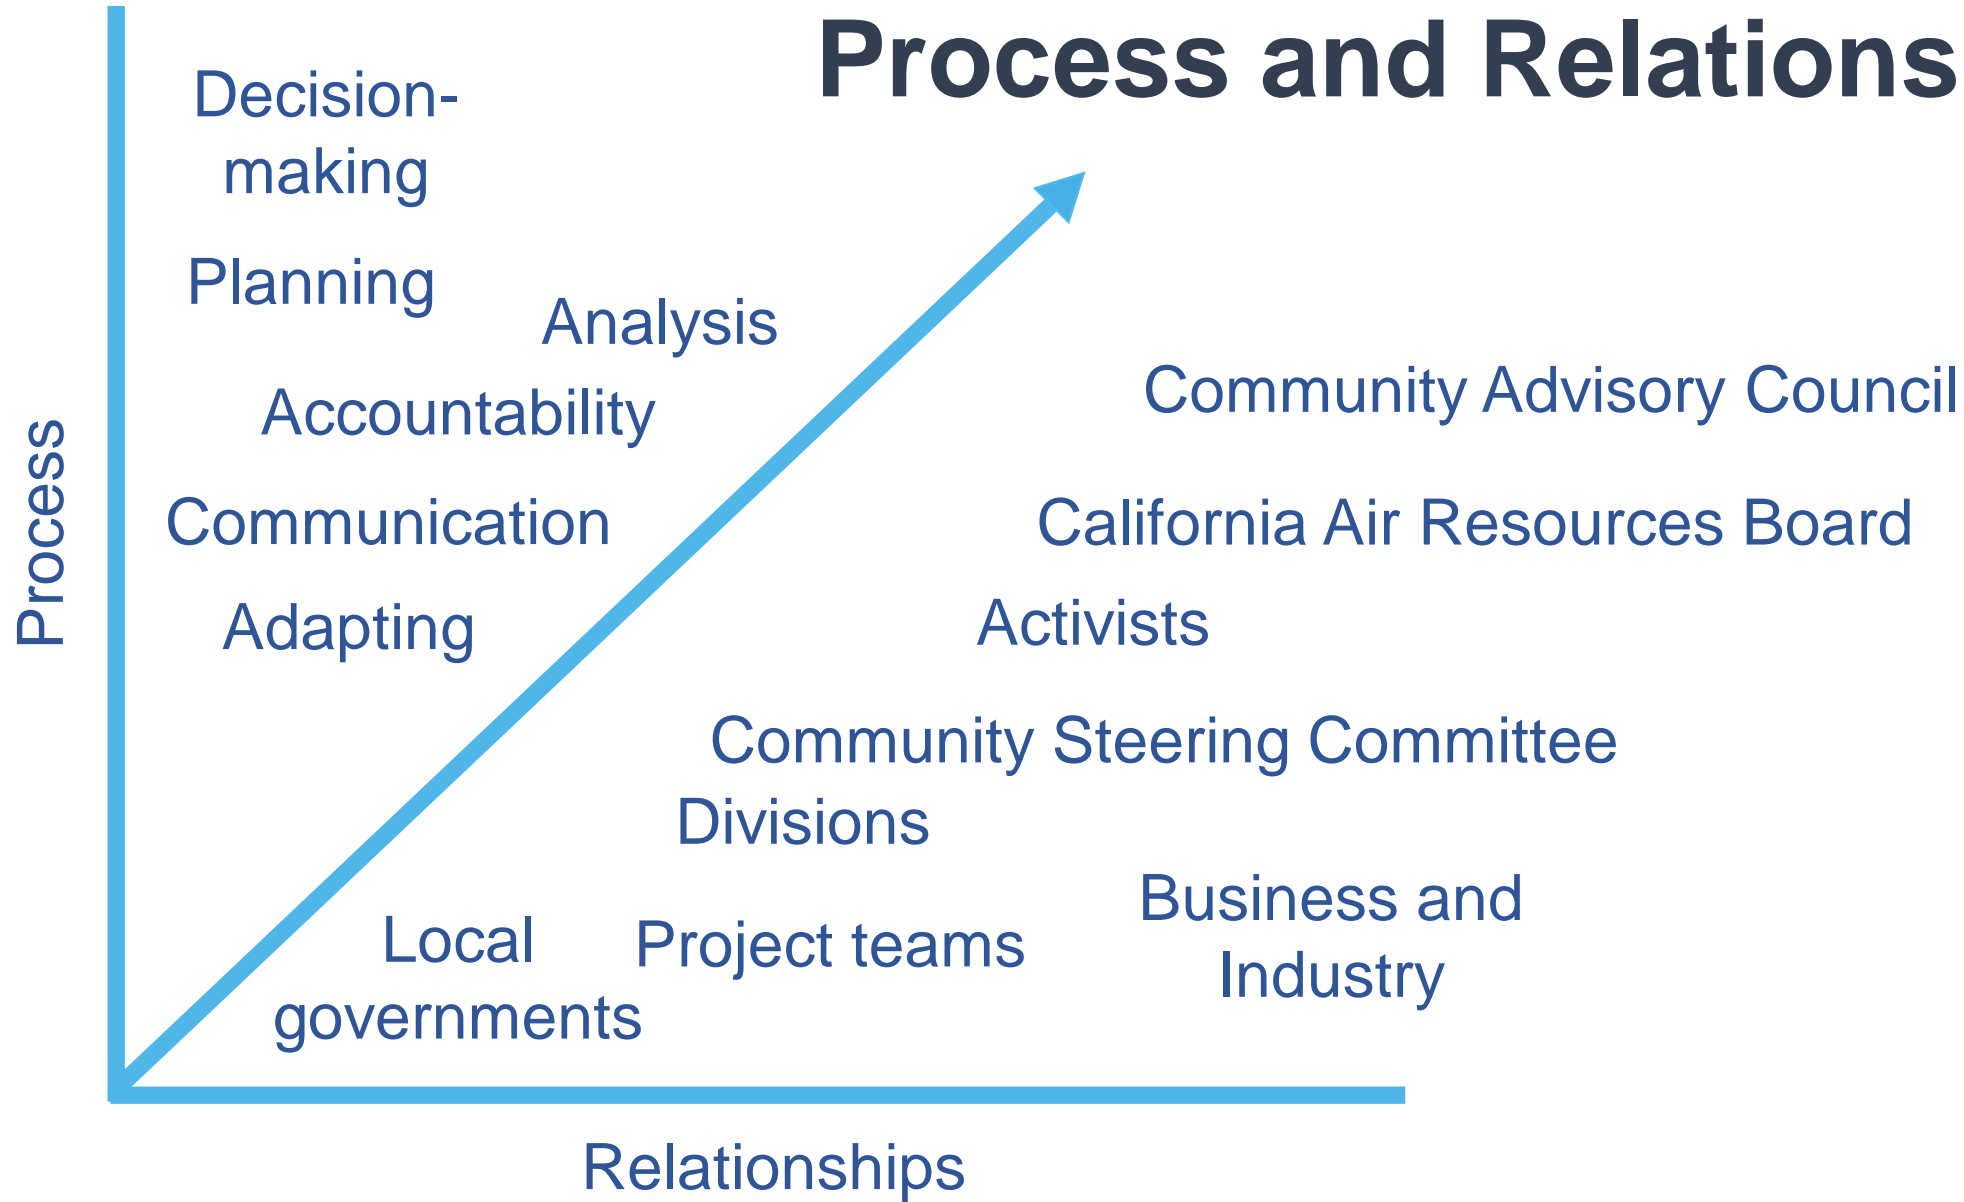 Process and Relations
Decision-
making
Planning
Analysis
Accountability
Communication
Adapting
Process
Community Advisory Council
California Air Resources Board
Activists
Community Steering Committee
Divisions
Business and
Industry
Project teams
Local
governments
Relationships